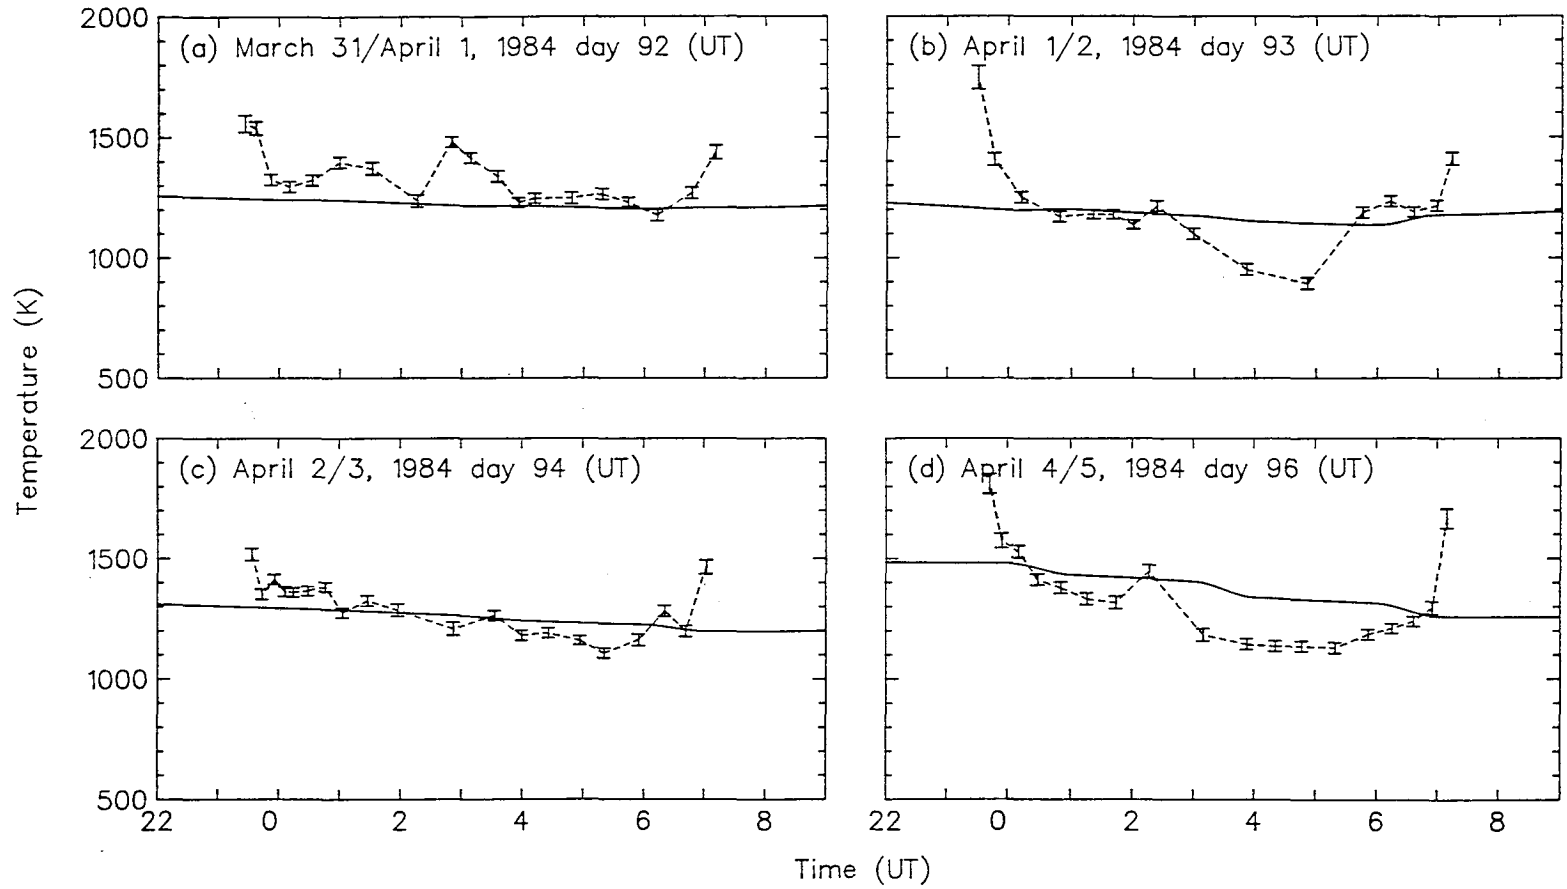 2000
1500
1000
500
(a) March 31/April 1, 1984 day 92 (UT)
(b) April 1/2, 1984 day 93 (UT)
Temperature (K)
2000
1500
1000
500
(c) April 2/3, 1984 day 94 (UT)
(d) April 4/5, 1984 day 96 (UT)
22 0 2 4 6 8
22 0 2 4 6 8
Time (UT)